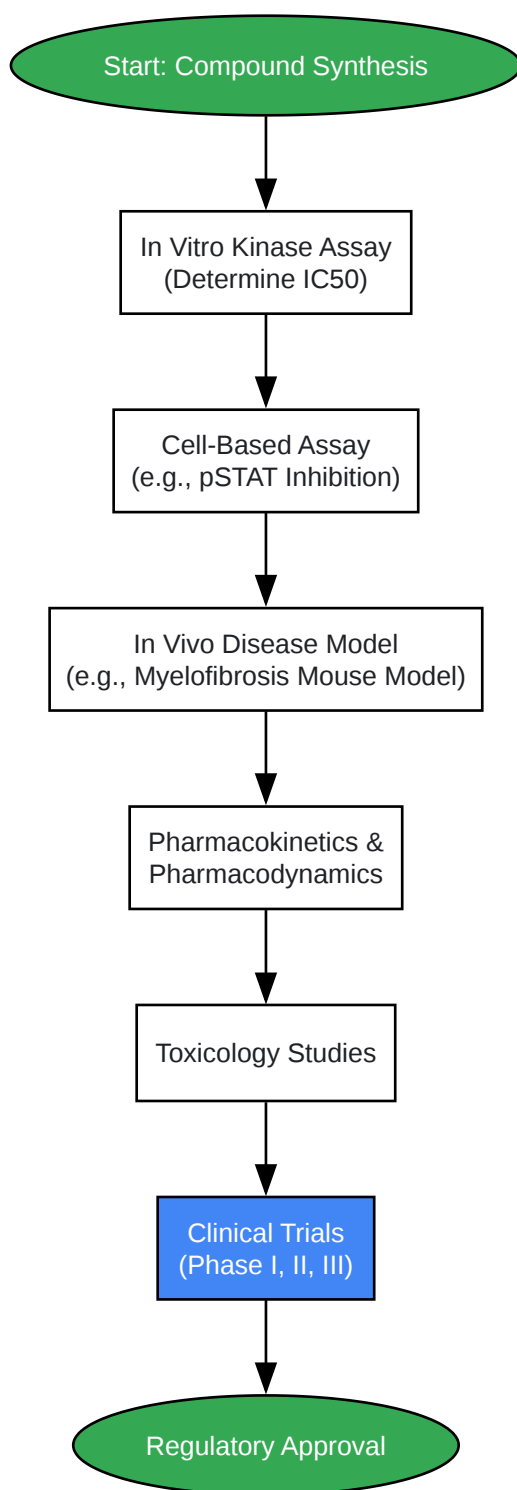 Start: Compound Synthesis
In Vitro Kinase Assay
(Determine IC50)
Cell-Based Assay
(e.g., pSTAT Inhibition)
In Vivo Disease Model
(e.g., Myelofibrosis Mouse Model)
Pharmacokinetics &
Pharmacodynamics
Toxicology Studies
Clinical Trials
(Phase I, II, III)
Regulatory Approval